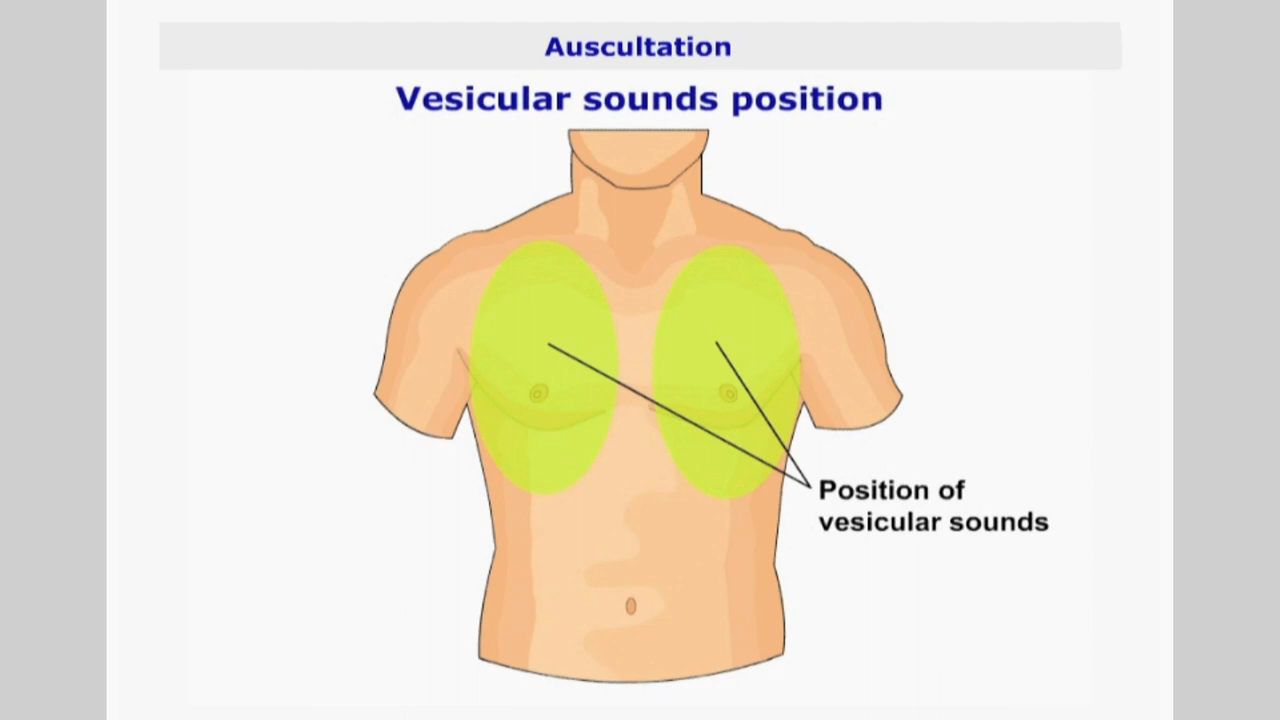 Auscultation
Vesicular sounds position
Position of
vesicular sounds